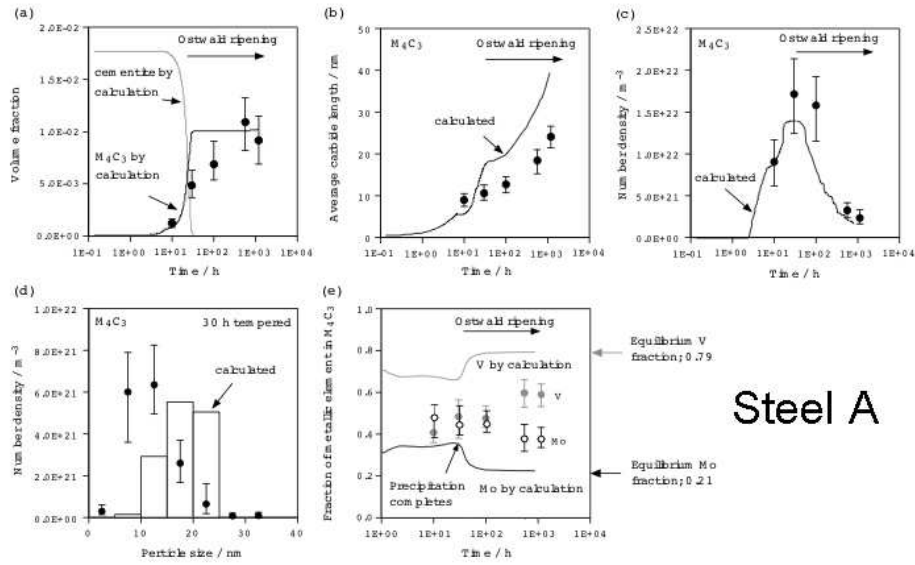 (a)
2.0E-02
1.5E-02
1.0E-02
5.0E-03
0.0E+00
Volume fraction
Ostwald ripening
cementite by
calculation
M4C3 by
calculation
1E-01 1E+01 1E+02 1E+03 1E+04
Time / h
(b)
50
40
30
20
10
0
Average carbide length / nm
M4C3
Ostwald ripening
calculated
1E-01 1E+01 1E+02 1E+03 1E+04
Time / h
(c)
2.5E+22
2.0E+22
1.5E+22
1.0E+22
5.0E+21
0.0E+00
Number density / m-3
M4C3
Ostwald ripening
calculated
1E-01 1E+01 1E+02 1E+03 1E+04
Time / h
(d)
1.0E+22
8.0E+21
6.0E+21
4.0E+21
2.0E+21
0.0E+00
Number density / m-3
M4C3
30 h tempered
calculated
0 10 20 30 40
Particle size / nm
(e)
1.0
0.8
0.6
0.4
0.2
0.0
Fraction of metallic element in M4C3
Ostwald ripening
V by calculation
V
Mo
Precipitation
completes
Mo by calculation
1E+00 1E+01 1E+02 1E+03 1E+04
Time / h
Equilibrium V
fraction;0.79
Equilibrium Mo
fraction;0.21
Steel A